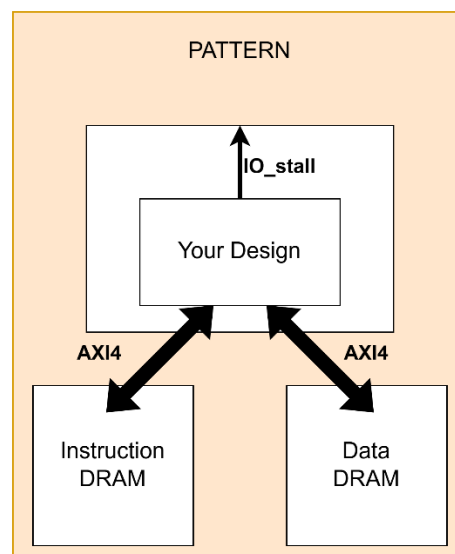 PATTERN
IO_stall
Your Design
AXI4
AXI4
Instruction
DRAM
Data
DRAM